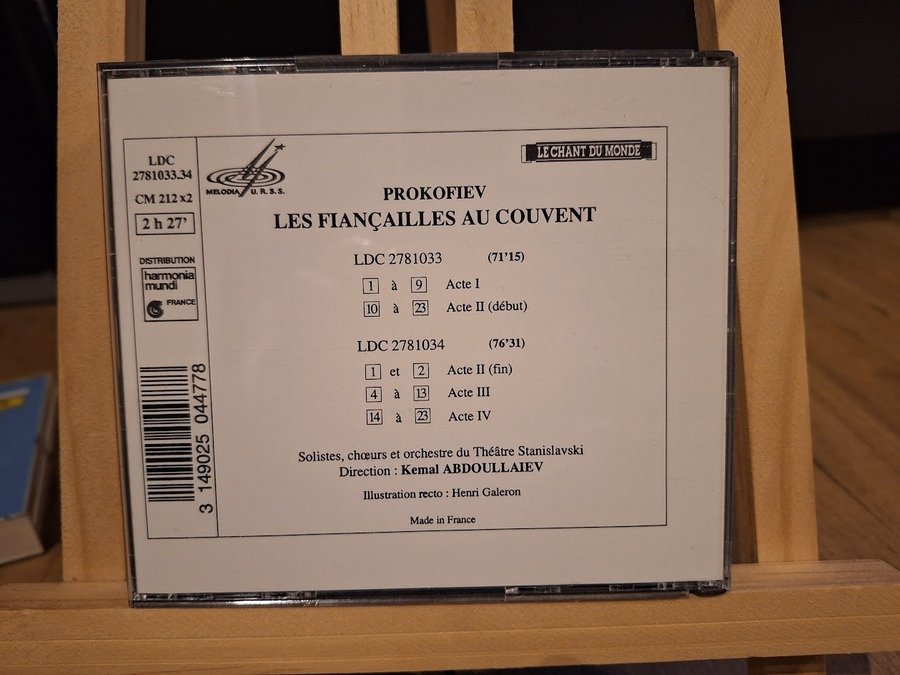 LDC
2781033.34
CM 212 x2
2 h 27'
DISTRIBUTION
harmonia
mundi
FRANCE
3 149025 044778
MELODIA U.R.S.S.
LE CHANT DU MONDE
PROKOFIEV
LES FIANÇAILLES AU COUVENT
LDC 2781033 (71'15)
1 à 9 Acte I
10 à 23 Acte II (début)
LDC 2781034 (76'31)
1 et 2 Acte II (fin)
4 à 13 Acte III
14 à 23 Acte IV
Solistes, chœurs et orchestre du Théâtre Stanislavski
Direction : Kemal ABDOULLAIEV
Illustration recto : Henri Galeron
Made in France